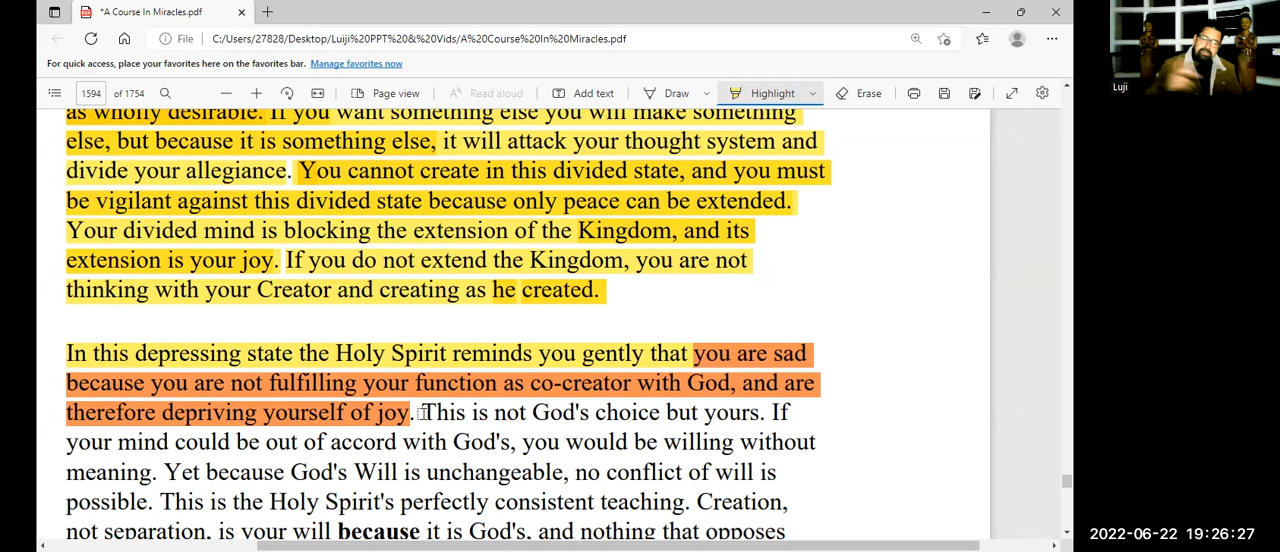 *A Course In Miracles.pdf
File
C:/Users/27828/Desktop/Luiji%20PPT%20&%20Vids/A%20Course%20In%20Miracles.pdf
For quick access, place your favorites here on the favorites bar. Manage favorites now
1594 of 1754
Page view
Read aloud
Add text
Draw
Highlight
Erase
Luji
as wholly desirable. If you want something else you will make something
else, but because it is something else, it will attack your thought system and
divide your allegiance. You cannot create in this divided state, and you must
be vigilant against this divided state because only peace can be extended.
Your divided mind is blocking the extension of the Kingdom, and its
extension is your joy. If you do not extend the Kingdom, you are not
thinking with your Creator and creating as he created.
In this depressing state the Holy Spirit reminds you gently that you are sad
because you are not fulfilling your function as co-creator with God, and are
therefore depriving yourself of joy. This is not God's choice but yours. If
your mind could be out of accord with God's, you would be willing without
meaning. Yet because God's Will is unchangeable, no conflict of will is
possible. This is the Holy Spirit's perfectly consistent teaching. Creation,
not separation, is your will because it is God's, and nothing that opposes
2022-06-22 19:26:27